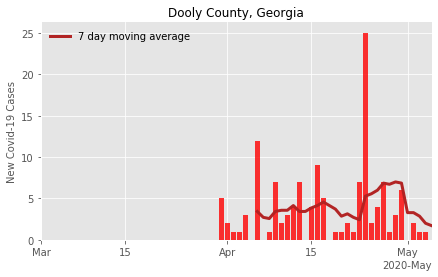 Dooly County, Georgia
7 day moving average
New Covid-19 Cases
25
20
15
10
5
0
Mar
15
Apr
15
May
2020-May